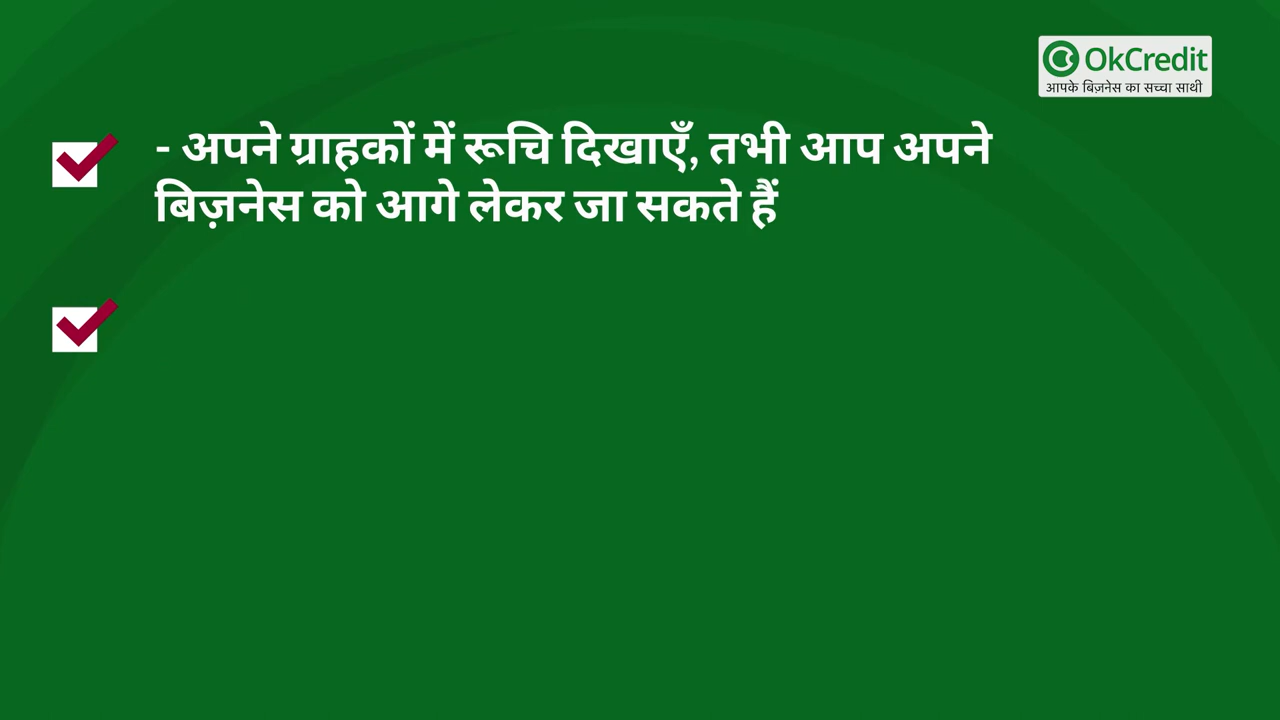 OkCredit
आपके बिज़नेस का सच्चा साथी
- अपने ग्राहकों में रूचि दिखाएँ, तभी आप अपने
बिज़नेस को आगे लेकर जा सकते हैं